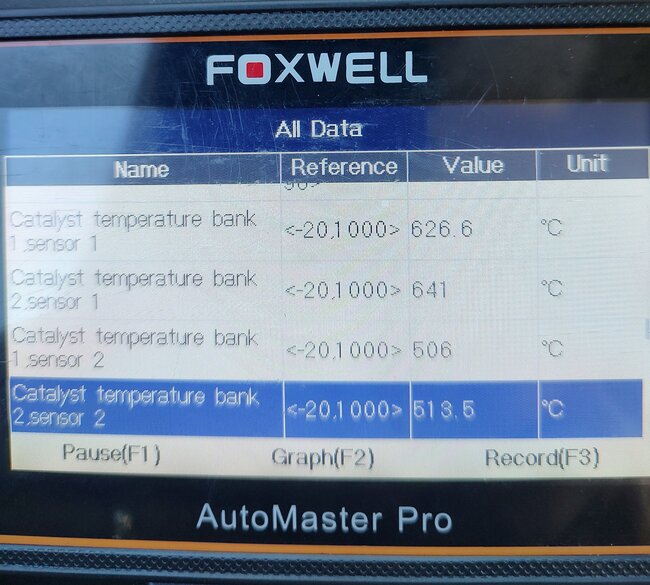 FOXWELL
All Data
Name Reference Value Unit
Catalyst temperature bank
1,sensor 1 <-20,1000> 626.6 °C
Catalyst temperature bank
2,sensor 1 <-20,1000> 641 °C
Catalyst temperature bank
1,sensor 2 <-20,1000> 506 °C
Catalyst temperature bank
2,sensor 2 <-20,1000> 513.5 °C
Pause(F1) Graph(F2) Record(F3)
AutoMaster Pro